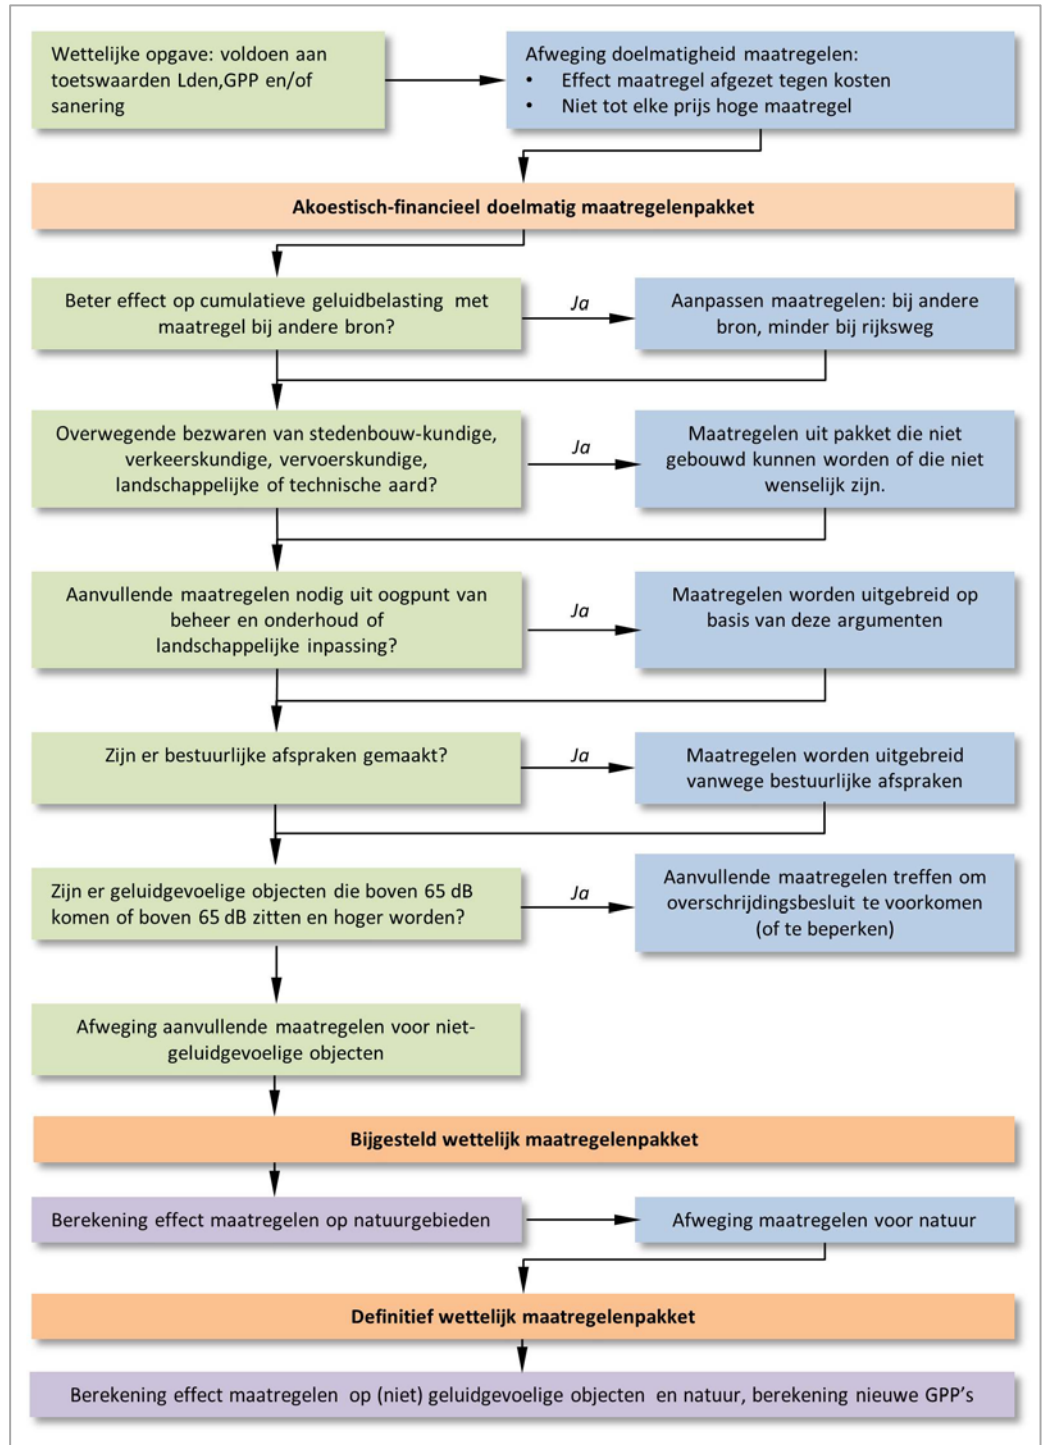 Wettelijke opgave: voldoen aan
toetswaarden Lden,GPP en/of
sanering
Afweging doelmatigheid maatregelen:
• Effect maatregel afgezet tegen kosten
• Niet tot elke prijs hoge maatregel
Akoestisch-financieel doelmatig maatregelenpakket
Beter effect op cumulatieve geluidbelasting met
maatregel bij andere bron?
Ja
Aanpassen maatregelen: bij andere
bron, minder bij rijksweg
Overwegende bezwaren van stedenbouw-kundige,
verkeerskundige, vervoerskundige,
landschappelijke of technische aard?
Ja
Maatregelen uit pakket die niet
gebouwd kunnen worden of die niet
wenselijk zijn.
Aanvullende maatregelen nodig uit oogpunt van
beheer en onderhoud of
landschappelijke inpassing?
Ja
Maatregelen worden uitgebreid op
basis van deze argumenten
Zijn er bestuurlijke afspraken gemaakt?
Ja
Maatregelen worden uitgebreid
vanwege bestuurlijke afspraken
Zijn er geluidgevoelige objecten die boven 65 dB
komen of boven 65 dB zitten en hoger worden?
Ja
Aanvullende maatregelen treffen om
overschrijdingsbesluit te voorkomen
(of te beperken)
Afweging aanvullende maatregelen voor niet-
geluidgevoelige objecten
Bijgesteld wettelijk maatregelenpakket
Berekening effect maatregelen op natuurgebieden
Afweging maatregelen voor natuur
Definitief wettelijk maatregelenpakket
Berekening effect maatregelen op (niet) geluidgevoelige objecten en natuur, berekening nieuwe GPP's